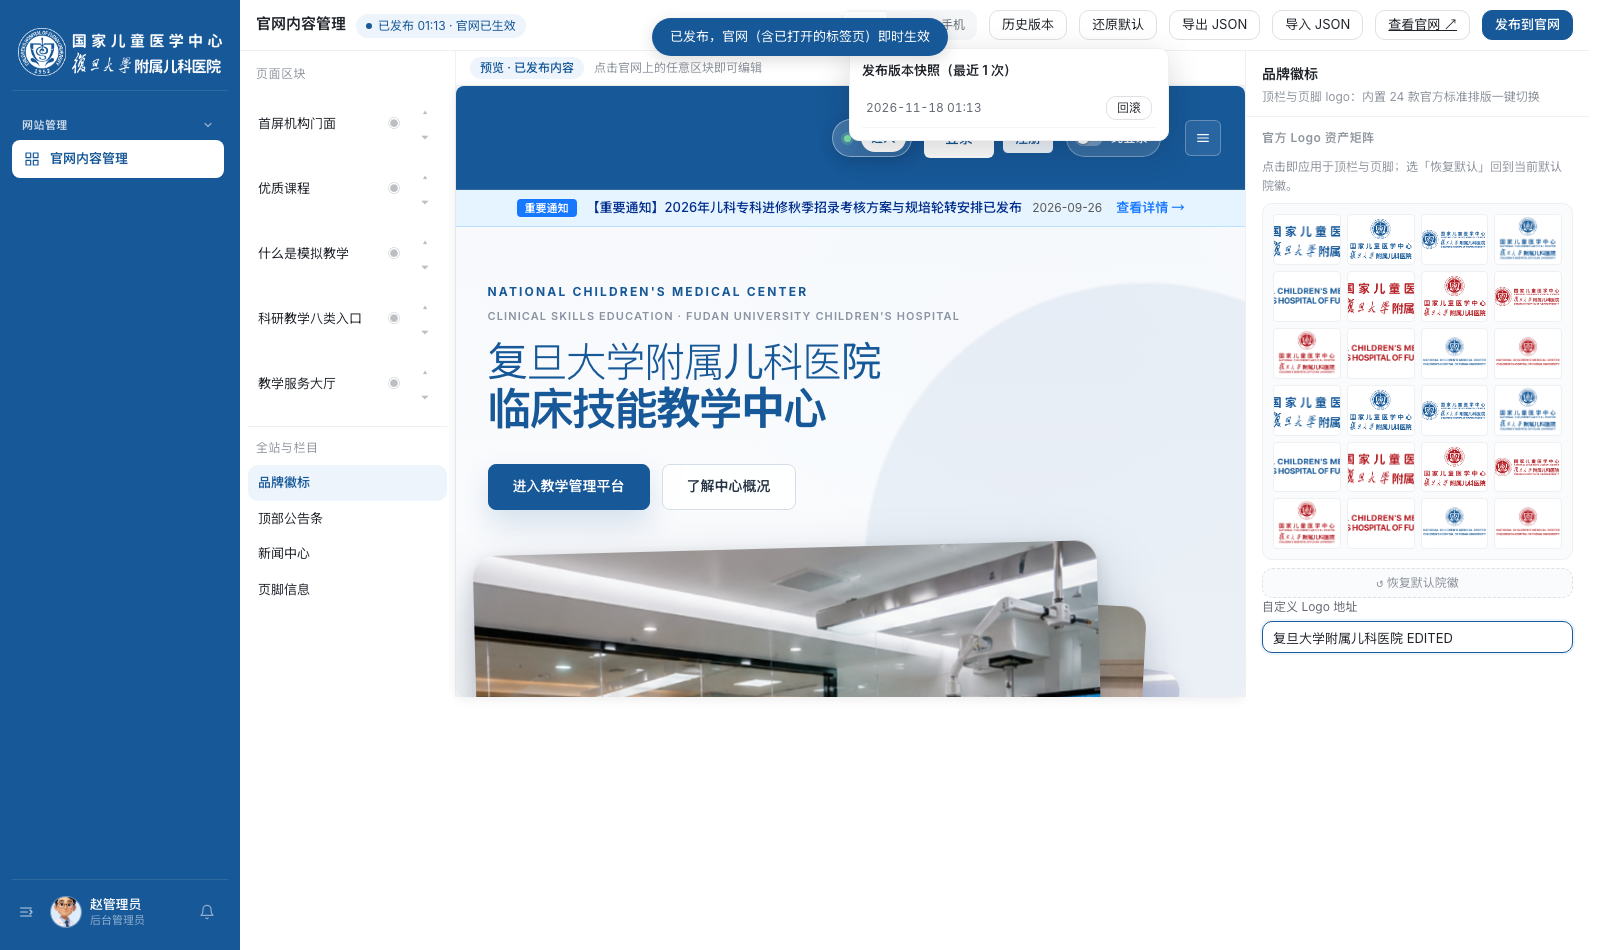 国家儿童医学中心
復旦大学附属儿科医院
1952
网站管理
官网内容管理
赵管理员
后台管理员
官网内容管理
已发布 01:13 · 官网已生效
手机
历史版本
还原默认
导出 JSON
导入 JSON
查看官网 ↗
发布到官网
已发布，官网（含已打开的标签页）即时生效
发布版本快照（最近 1 次）
2026-11-18 01:13
回滚
页面区块
首屏机构门面
优质课程
什么是模拟教学
科研教学八类入口
教学服务大厅
全站与栏目
品牌徽标
顶部公告条
新闻中心
页脚信息
预览 · 已发布内容
点击官网上的任意区块即可编辑
重要通知
【重要通知】2026年儿科专科进修秋季招录考核方案与规培轮转安排已发布
2026-09-26
查看详情 →
NATIONAL CHILDREN'S MEDICAL CENTER
CLINICAL SKILLS EDUCATION · FUDAN UNIVERSITY CHILDREN'S HOSPITAL
复旦大学附属儿科医院
临床技能教学中心
进入教学管理平台
了解中心概况
品牌徽标
顶栏与页脚 logo：内置 24 款官方标准排版一键切换
官方 Logo 资产矩阵
点击即应用于顶栏与页脚；选「恢复默认」回到当前默认
院徽。
↺ 恢复默认院徽
自定义 Logo 地址
复旦大学附属儿科医院 EDITED